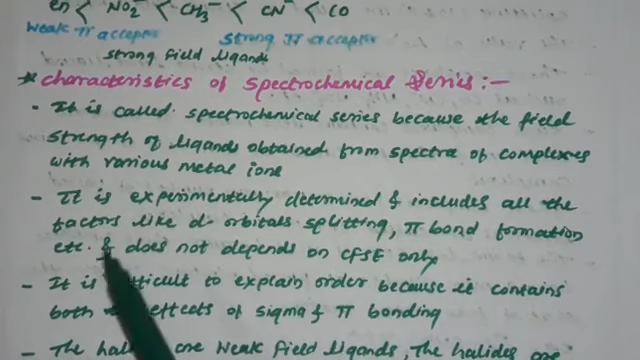 en < NO₂⁻ < CH₃⁻ < CN⁻ < CO
Weak π accepter strong π accepter
strong field ligands
* characteristics of spectrochemical Series:-
- It is called spectrochemical series because the field
strength of ligands obtained from spectra of complexes
with various metal ions
- It is experimentally determined & includes all the
factors like d- orbitals splitting, π bond formation
etc. & does not depends on CFSE only
- It is difficult to explain order because it contains
both effects of sigma & π bonding
- The are weak field ligands, The halides are